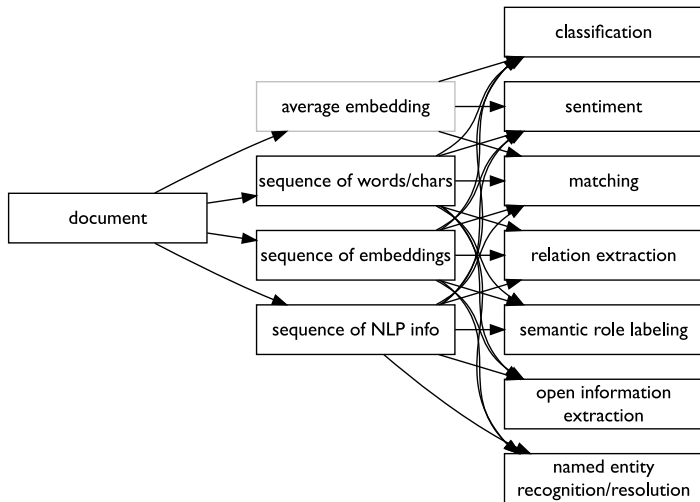 classification
average embedding
sentiment
sequence of words/chars
matching
document
sequence of embeddings
relation extraction
sequence of NLP info
semantic role labeling
open information
extraction
named entity
recognition/resolution